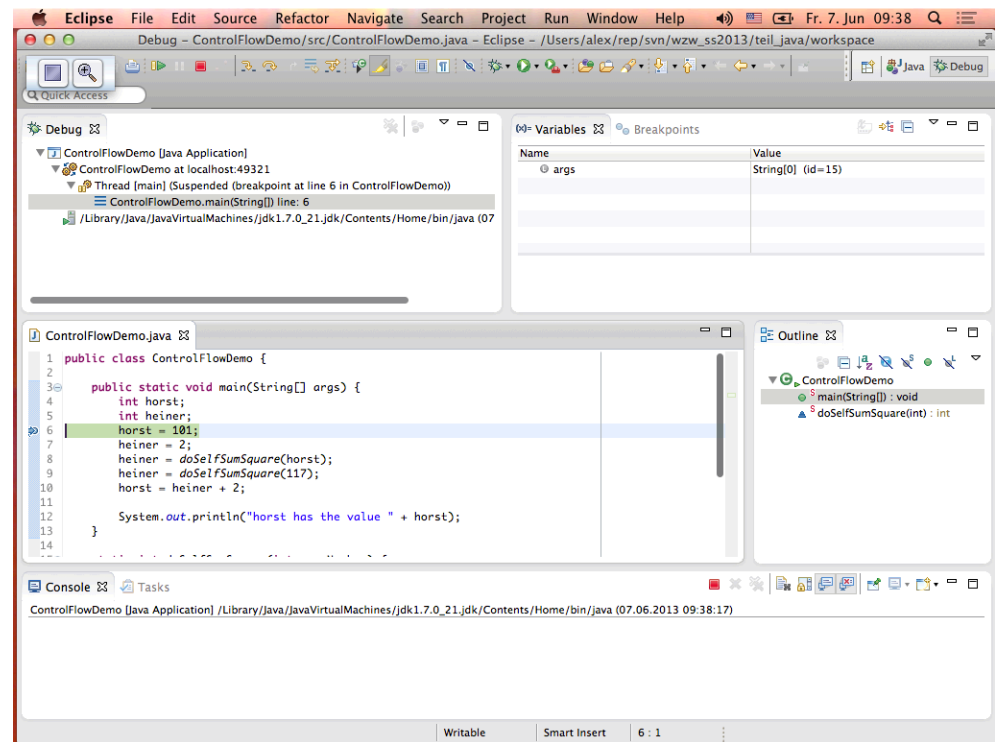 Eclipse File Edit Source Refactor Navigate Search Project Run Window Help Fr. 7. Jun 09:38
Debug – ControlFlowDemo/src/ControlFlowDemo.java – Eclipse – /Users/alex/rep/svn/wzw_ss2013/teil_java/workspace
Java Debug
Quick Access
Debug
ControlFlowDemo [Java Application]
ControlFlowDemo at localhost:49321
Thread [main] (Suspended (breakpoint at line 6 in ControlFlowDemo))
ControlFlowDemo.main(String[]) line: 6
/Library/Java/JavaVirtualMachines/jdk1.7.0_21.jdk/Contents/Home/bin/java (07
(x)= Variables Breakpoints
Name Value
args String[0] (id=15)
ControlFlowDemo.java
1 public class ControlFlowDemo {
2
3 public static void main(String[] args) {
4 int horst;
5 int heiner;
6 horst = 101;
7 heiner = 2;
8 heiner = doSelfSumSquare(horst);
9 heiner = doSelfSumSquare(117);
10 horst = heiner + 2;
11
12 System.out.println("horst has the value " + horst);
13 }
14
Outline
ControlFlowDemo
S main(String[]) : void
S doSelfSumSquare(int) : int
Console Tasks
ControlFlowDemo [Java Application] /Library/Java/JavaVirtualMachines/jdk1.7.0_21.jdk/Contents/Home/bin/java (07.06.2013 09:38:17)
Writable Smart Insert 6 : 1